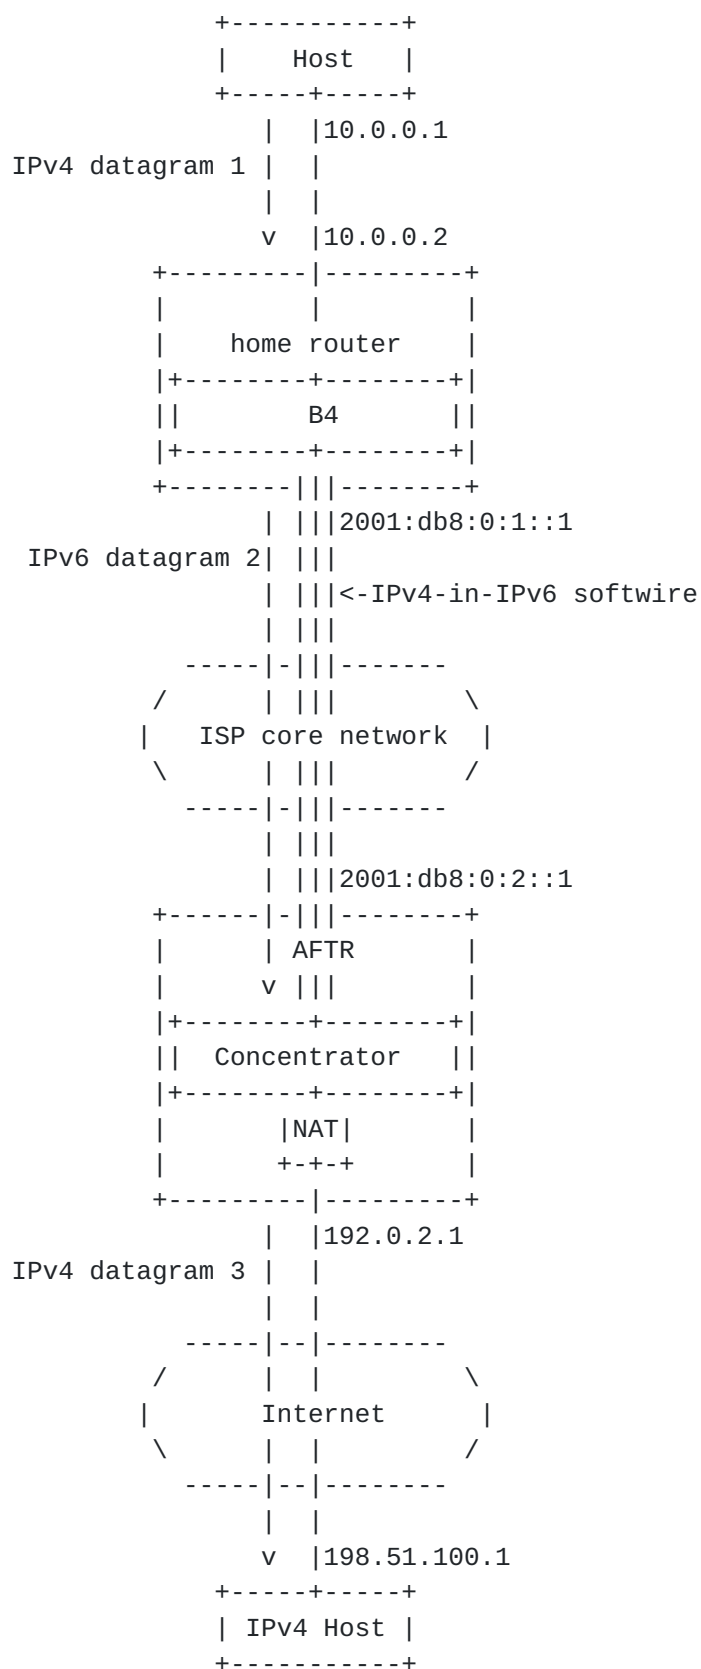 Host
10.0.0.1
IPv4 datagram 1
10.0.0.2
home router
B4
2001:db8:0:1::1
IPv6 datagram 2
<-IPv4-in-IPv6 softwire
ISP core network
2001:db8:0:2::1
AFTR
Concentrator
NAT
192.0.2.1
IPv4 datagram 3
Internet
198.51.100.1
IPv4 Host